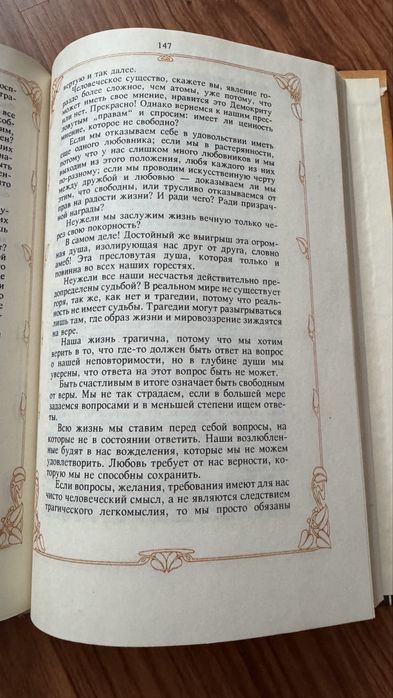 осп-
гра-
147
вертую и так далее.
Человеческое существо, скажете вы, явление го-
раздо более сложное, чем атомы, уже потому, что
может иметь свое мнение, нравится это Демокриту
или нет. Прекрасно! Однако вернемся к нашим прес-
ловутым "правам" и спросим: имеет ли ценность
мнение, которое не свободно?
Если мы отказываем себе в удовольствии иметь
еще одного любовника; если мы в растерянности,
потому что у нас слишком много любовников и мы
выходим из этого положения, любя каждого из них
по-разному; если мы проводим искусственную черту
между дружбой и любовью — доказываем ли мы
этим, что свободны, или трусливо отказываемся от
прав на радости жизни? И ради чего? Ради призрач-
ной награды?
Неужели мы заслужим жизнь вечную только че-
рез свою покорность?
В самом деле! Достойный же выигрыш эта огром-
ная душа, изолирующая нас друг от друга, словно
амеб! Эта пресловутая душа, которая только и
повинна во всех наших горестях.
Неужели все наши несчастья действительно пред-
определены судьбой? В реальном мире не существует
горя, так же, как нет и трагедии, потому что реаль-
ность не имеет судьбы. Трагедии могут разыгрываться
лишь там, где образ жизни и мировоззрение зиждятся
на вере.
Наша жизнь трагична, потому что мы хотим
верить в то, что где-то должен быть ответ на вопрос
о нашей неповторимости, но в глубине души мы
уверены, что ответа на этот вопрос быть не может.
Быть счастливым в итоге означает быть свободным
от веры. Мы не так страдаем, если в большей мере
задаемся вопросами и в меньшей степени ищем отве-
ты.
Всю жизнь мы ставим перед собой вопросы, на
которые не в состоянии ответить. Наши возлюблен-
ные будят в нас вожделения, которые мы не можем
удовлетворить. Любовь требует от нас верности, ко-
торую мы не способны сохранить.
Если вопросы, желания, требования имеют для нас
чисто человеческий смысл, а не являются следствием
трагического легкомыслия, то мы просто обязаны